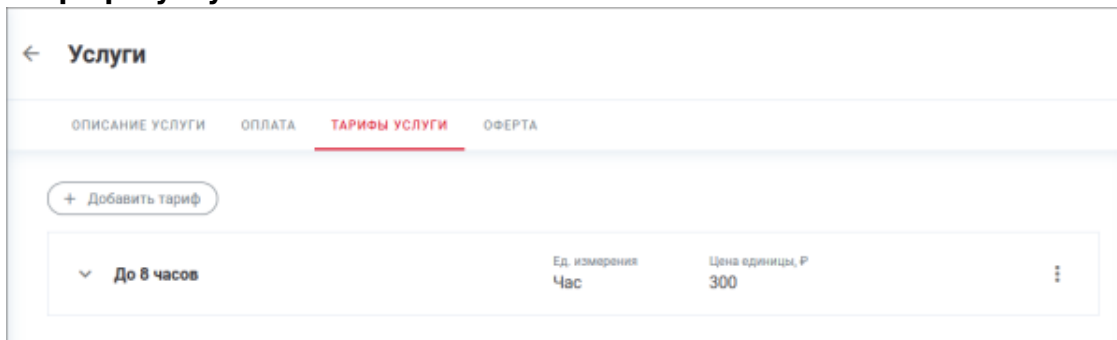 Услуги
ОПИСАНИЕ УСЛУГИ ОПЛАТА ТАРИФЫ УСЛУГИ ОФЕРТА
+ Добавить тариф
До 8 часов
Ед. измерения Цена единицы, ₽
Час 300